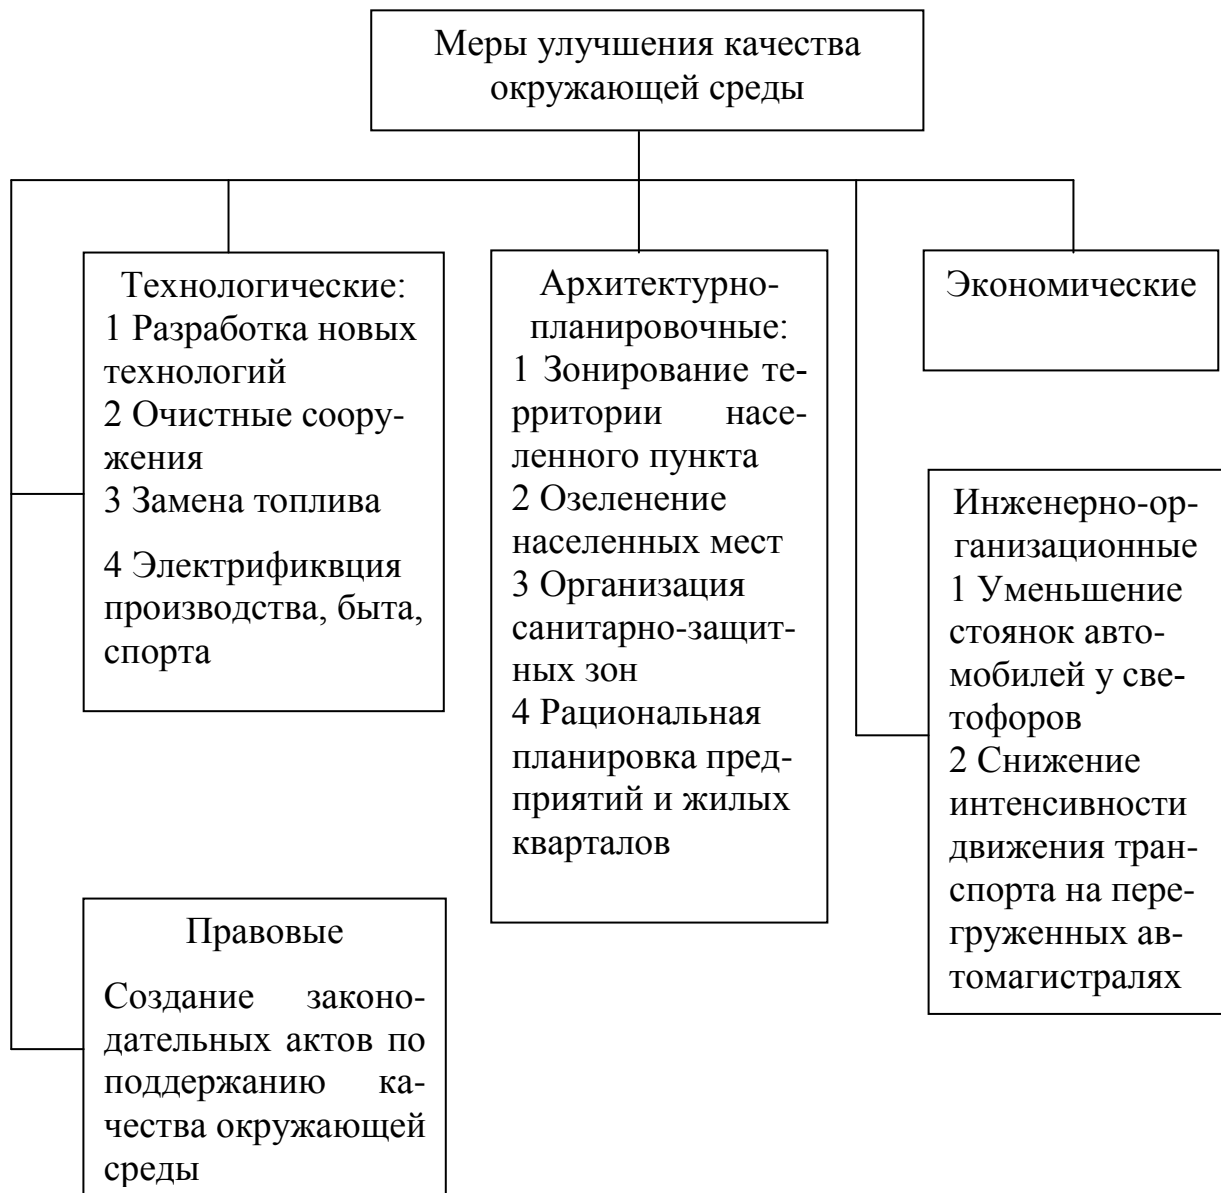 Меры улучшения качества
окружающей среды
Технологические:
1 Разработка новых
технологий
2 Очистные соору-
жения
3 Замена топлива
4 Электрификвция
производства, быта,
спорта
Архитектурно-
планировочные:
1 Зонирование те-
рритории насе-
ленного пункта
2 Озеленение
населенных мест
3 Организация
санитарно-защит-
ных зон
4 Рациональная
планировка пред-
приятий и жилых
кварталов
Экономические
Инженерно-ор-
ганизационные
1 Уменьшение
стоянок авто-
мобилей у све-
тофоров
2 Снижение
интенсивности
движения тран-
спорта на пере-
груженных ав-
томагистралях
Правовые
Создание законо-
дательных актов по
поддержанию ка-
чества окружающей
среды